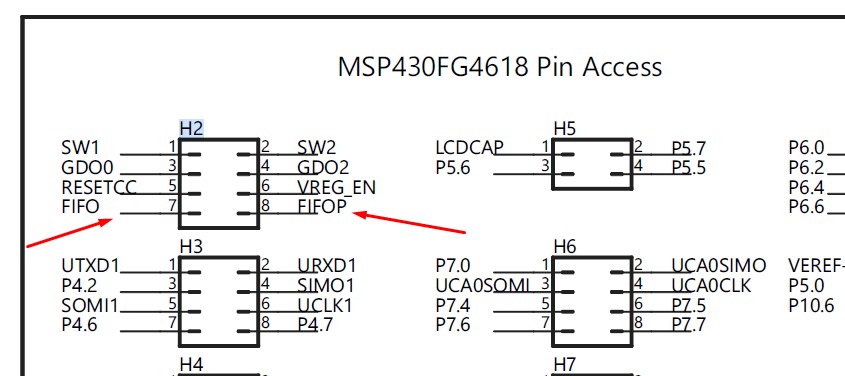 MSP430FG4618 Pin Access
H2
SW1 1 2 SW2
GDO0 3 4 GDO2
RESETCC 5 6 VREG_EN
FIFO 7 8 FIFOP
H5
LCDCAP 1 2 P5.7
P5.6 3 4 P5.5
P6.0
P6.2
P6.4
P6.6
H3
UTXD1 1 2 URXD1
P4.2 3 4 SIMO1
SOMI1 5 6 UCLK1
P4.6 7 8 P4.7
H6
P7.0 1 2 UCA0SIMO
UCA0SOMI 3 4 UCA0CLK
P7.4 5 6 P7.5
P7.6 7 8 P7.7
VEREF-
P5.0
P10.6
H4
H7